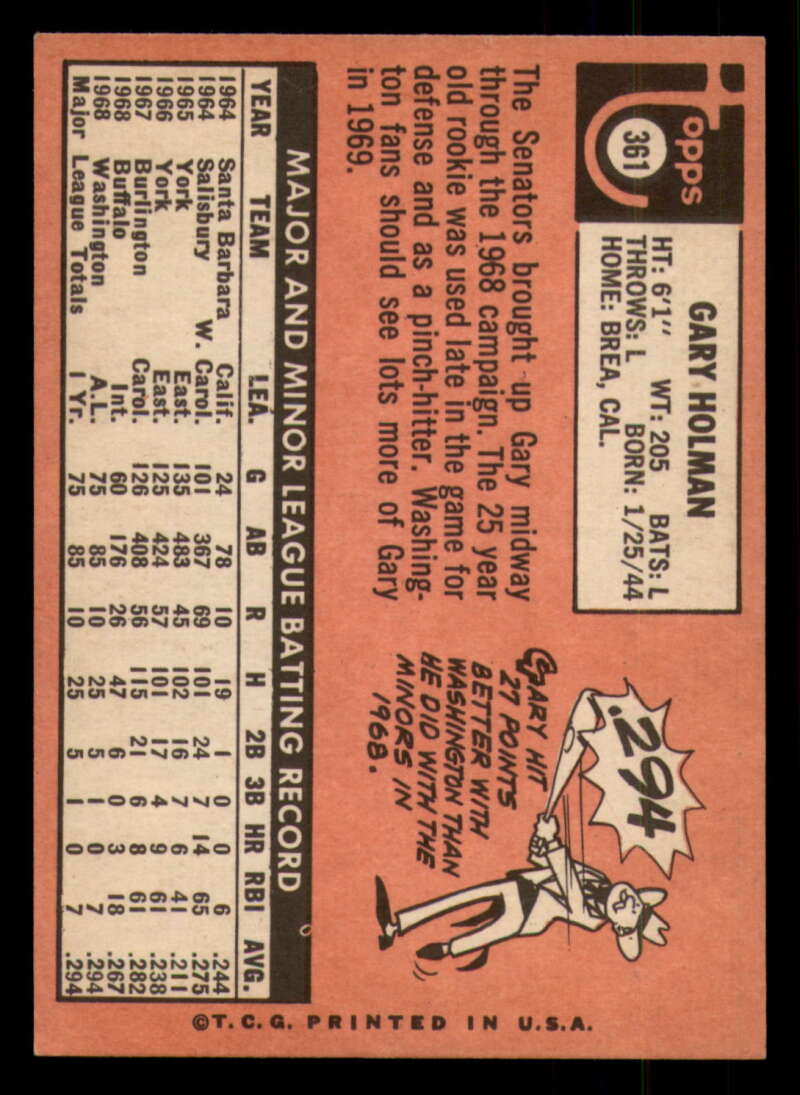 Topps
361
GARY HOLMAN
HT: 6'1" WT: 205 BATS: L
THROWS: L BORN: 1/25/44
HOME: BREA, CAL.
The Senators brought up Gary midway
through the 1968 campaign. The 25 year
old rookie was used late in the game for
defense and as a pinch-hitter. Washing-
ton fans should see lots more of Gary
in 1969.
.294
GARY HIT
27 POINTS
BETTER WITH
WASHINGTON THAN
HE DID WITH THE
MINORS IN
1968.
MAJOR AND MINOR LEAGUE BATTING RECORD
YEAR TEAM LEA. G AB R H 2B 3B HR RBI AVG.
1964 Santa Barbara Calif. 24 78 10 19 1 0 0 6 .244
1964 Salisbury W. Carol. 101 367 69 101 24 7 14 65 .275
1965 York East. 135 483 45 102 16 7 6 41 .211
1966 York East. 125 424 57 101 17 4 9 61 .238
1967 Burlington Carol. 126 408 56 115 21 6 8 61 .282
1968 Buffalo Int. 60 176 26 47 6 0 3 18 .267
1968 Washington A.L. 75 85 10 25 5 1 0 7 .294
Major League Totals 1 Yr. 75 85 10 25 5 1 0 7 .294
©T.C.G. PRINTED IN U.S.A.